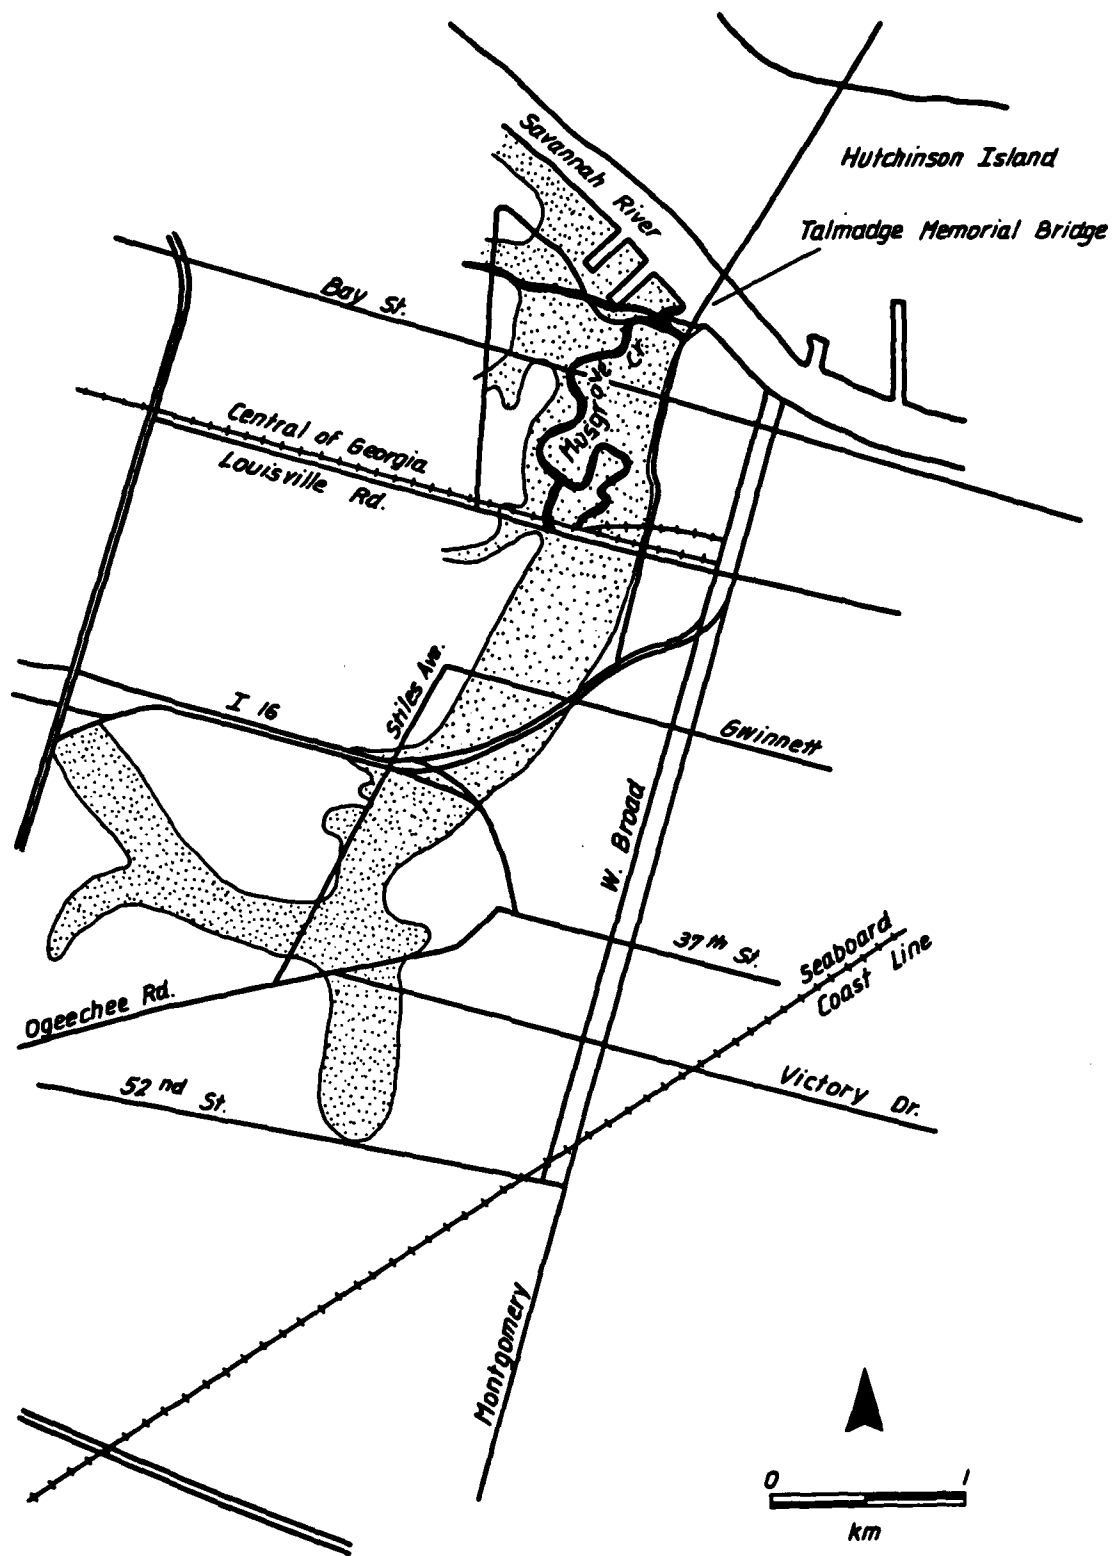 Savannah River
Hutchinson Island
Talmadge Memorial Bridge
Bay St.
Musgrove Cr.
Central of Georgia
Louisville Rd.
Stiles Ave.
I 16
Gwinnett
W. Broad
37th St.
Seaboard
Coast Line
Ogeechee Rd.
52nd St.
Victory Dr.
Montgomery
0 1
km